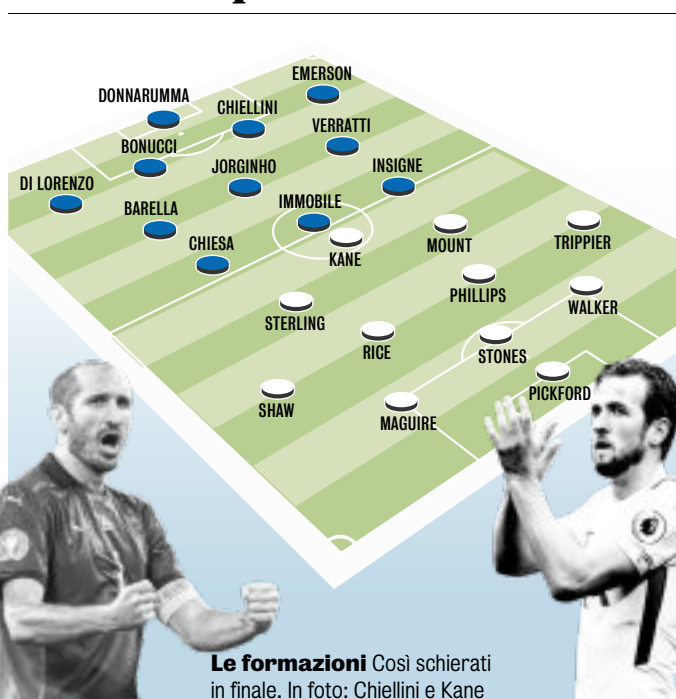 EMERSON
DONNARUMMA
CHIELLINI
VERRATTI
BONUCCI
JORGINHO
INSIGNE
DI LORENZO
BARELLA
IMMOBILE
CHIESA
KANE
MOUNT
TRIPPIER
PHILLIPS
WALKER
STERLING
RICE
STONES
PICKFORD
SHAW
MAGUIRE
Le formazioni Così schierati
in finale. In foto: Chiellini e Kane